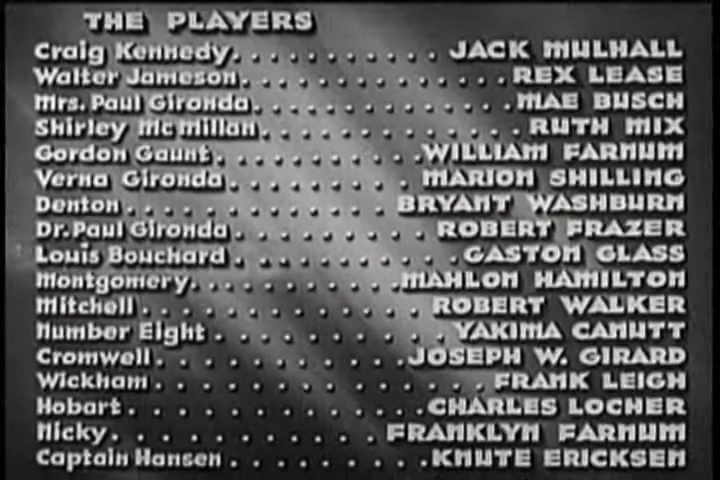 THE PLAYERS
Craig Kennedy. . . . . . . . . . . JACK MULHALL
Walter Jameson. . . . . . . . . . . . . . REX LEASE
Mrs. Paul Gironda. . . . . . . . . . . . . MAE BUSCH
Shirley McMillan. . . . . . . . . . . . . RUTH MIX
Gordon Gaunt. . . . . . . . . . WILLIAM FARNUM
Verna Gironda . . . . . . . . . MARION SHILLING
Denton. . . . . . . . . . . . . BRYANT WASHBURN
Dr. Paul Gironda . . . . . . . . . ROBERT FRAZER
Louis Bouchard . . . . . . . . . . . GASTON GLASS
Montgomery. . . . . . . . . . MAHLON HAMILTON
Mitchell . . . . . . . . . . . . . ROBERT WALKER
Number Eight . . . . . . . . . . YAKIMA CANUTT
Cromwell. . . . . . . . . . . JOSEPH W. GIRARD
Wickham. . . . . . . . . . . . . . FRANK LEIGH
Hobart. . . . . . . . . . . . . CHARLES LOCHER
Nicky. . . . . . . . . . . . FRANKLYN FARNUM
Captain Hansen . . . . . . . . KNUTE ERICKSEN